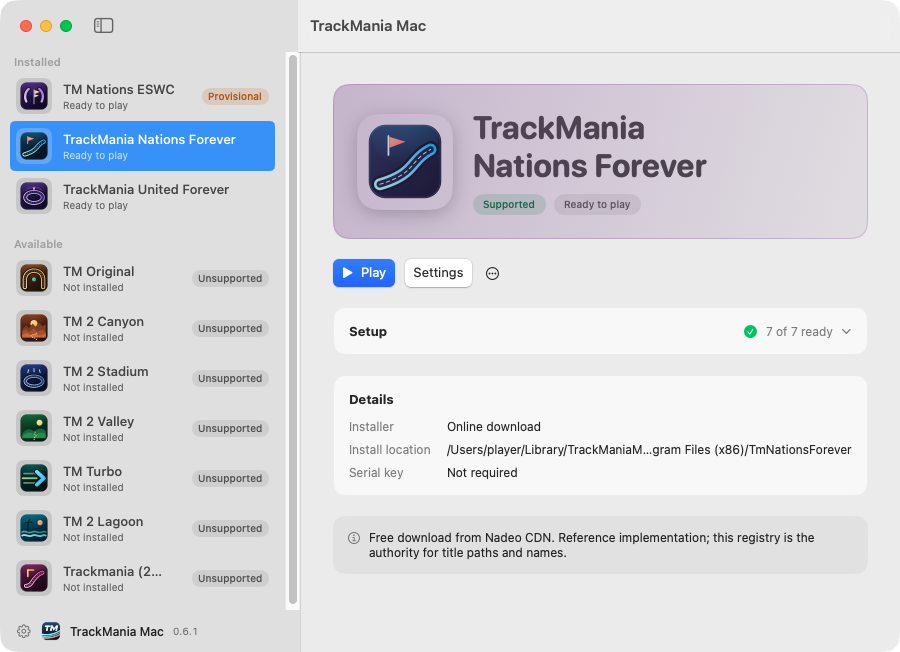 TrackMania Mac
Installed
TM Nations ESWC
Ready to play
Provisional
TrackMania Nations Forever
Ready to play
TrackMania United Forever
Ready to play
Available
TM Original
Not installed
Unsupported
TM 2 Canyon
Not installed
Unsupported
TM 2 Stadium
Not installed
Unsupported
TM 2 Valley
Not installed
Unsupported
TM Turbo
Not installed
Unsupported
TM 2 Lagoon
Not installed
Unsupported
Trackmania (2...
Not installed
Unsupported
TM
TrackMania Mac 0.6.1
TrackMania
Nations Forever
Supported
Ready to play
Play
Settings
Setup
7 of 7 ready
Details
Installer Online download
Install location /Users/player/Library/TrackManiaM...gram Files (x86)/TmNationsForever
Serial key Not required
Free download from Nadeo CDN. Reference implementation; this registry is the
authority for title paths and names.